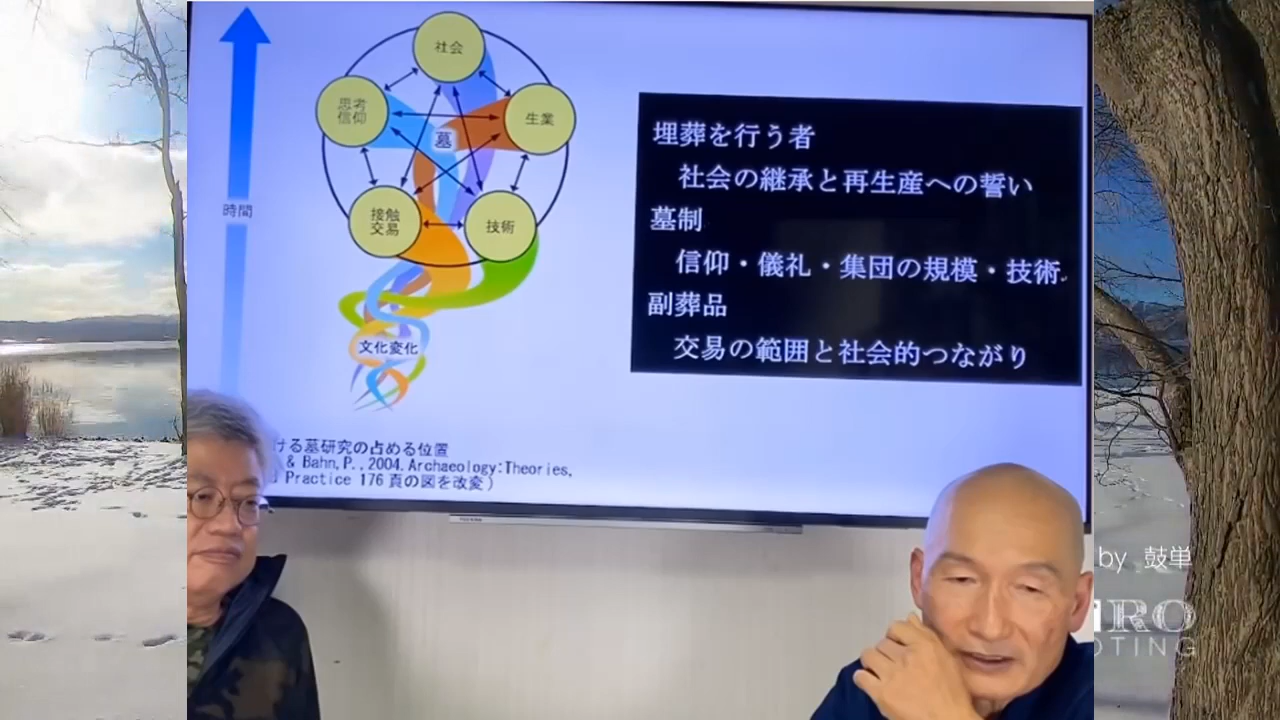 社会
思考
信仰
生業
墓
接触
交易
技術
時間
文化変化
埋葬を行う者
社会の継承と再生産への誓い
墓制
信仰・儀礼・集団の規模・技術
副葬品
交易の範囲と社会的つながり
ける墓研究の占める位置
& Bahn,P.,2004.Archaeology:Theories,
Practice 176 頁の図を改変）
by 鼓単
IRO
OTING